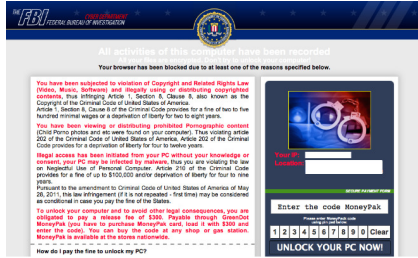 THE FBI CYBER DEPARTMENT
FEDERAL BUREAU OF INVESTIGATION
All activities of this computer have been recorded
Your browser has been blocked due to at least one of the reasons specified below.
You have been subjected to violation of Copyright and Related Rights Law
(Video, Music, Software) and illegally using or distributing copyrighted
contents, thus infringing Article 1, Section 8, Clause 8, also known as the
Copyright of the Criminal Code of United States of America.
Article 1, Section 8, Clause 8 of the Criminal Code provides for a fine of two to five
hundred minimal wages or a deprivation of liberty for two to eight years.
You have been viewing or distributing prohibited Pornographic content
(Child Porno photos and etc were found on your computer). Thus violating article
202 of the Criminal Code of United States of America. Article 202 of the Criminal
Code provides for a deprivation of liberty for four to twelve years.
Illegal access has been initiated from your PC without your knowledge or
consent, your PC may be infected by malware, thus you are violating the law
on Neglectful Use of Personal Computer. Article 210 of the Criminal Code
provides for a fine of up to $100,000 and/or deprivation of liberty for four to nine
years.
Pursuant to the amendment to Criminal Code of United States of America of May
28, 2011, this law infringement (if it is not repeated - first time) may be considered
as conditional in case you pay the fine of the States.
To unlock your computer and to avoid other legal consequences, you are
obligated to pay a release fee of $300. Payable through GreenDot
MoneyPak (you have to purchase MoneyPak card, load it with $300 and
enter the code). You can buy the code at any shop or gas station.
MoneyPak is available at the stores nationwide.
How do I pay the fine to unlock my PC?
Your IP:
Location:
SECURE PAYMENT FORM
Enter the code MoneyPak
Please enter MoneyPack code
using pin pad below
1 2 3 4 5 6 7 8 9 0 Clear
UNLOCK YOUR PC NOW!